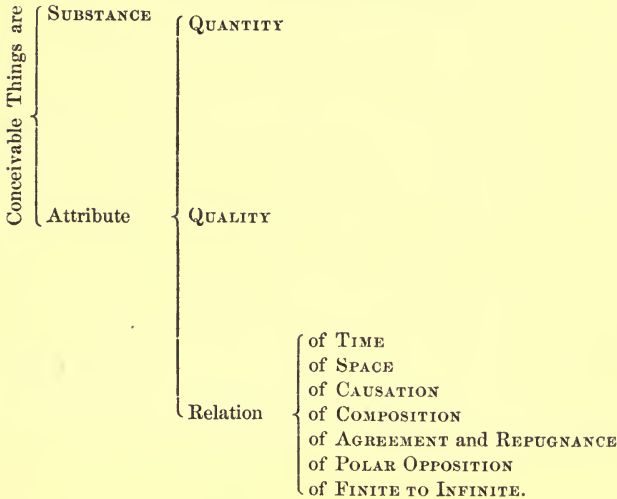 Conceivable Things are
SUBSTANCE
Attribute
QUANTITY
QUALITY
Relation
of TIME
of SPACE
of CAUSATION
of COMPOSITION
of AGREEMENT and REPUGNANCE
of POLAR OPPOSITION
of FINITE TO INFINITE.